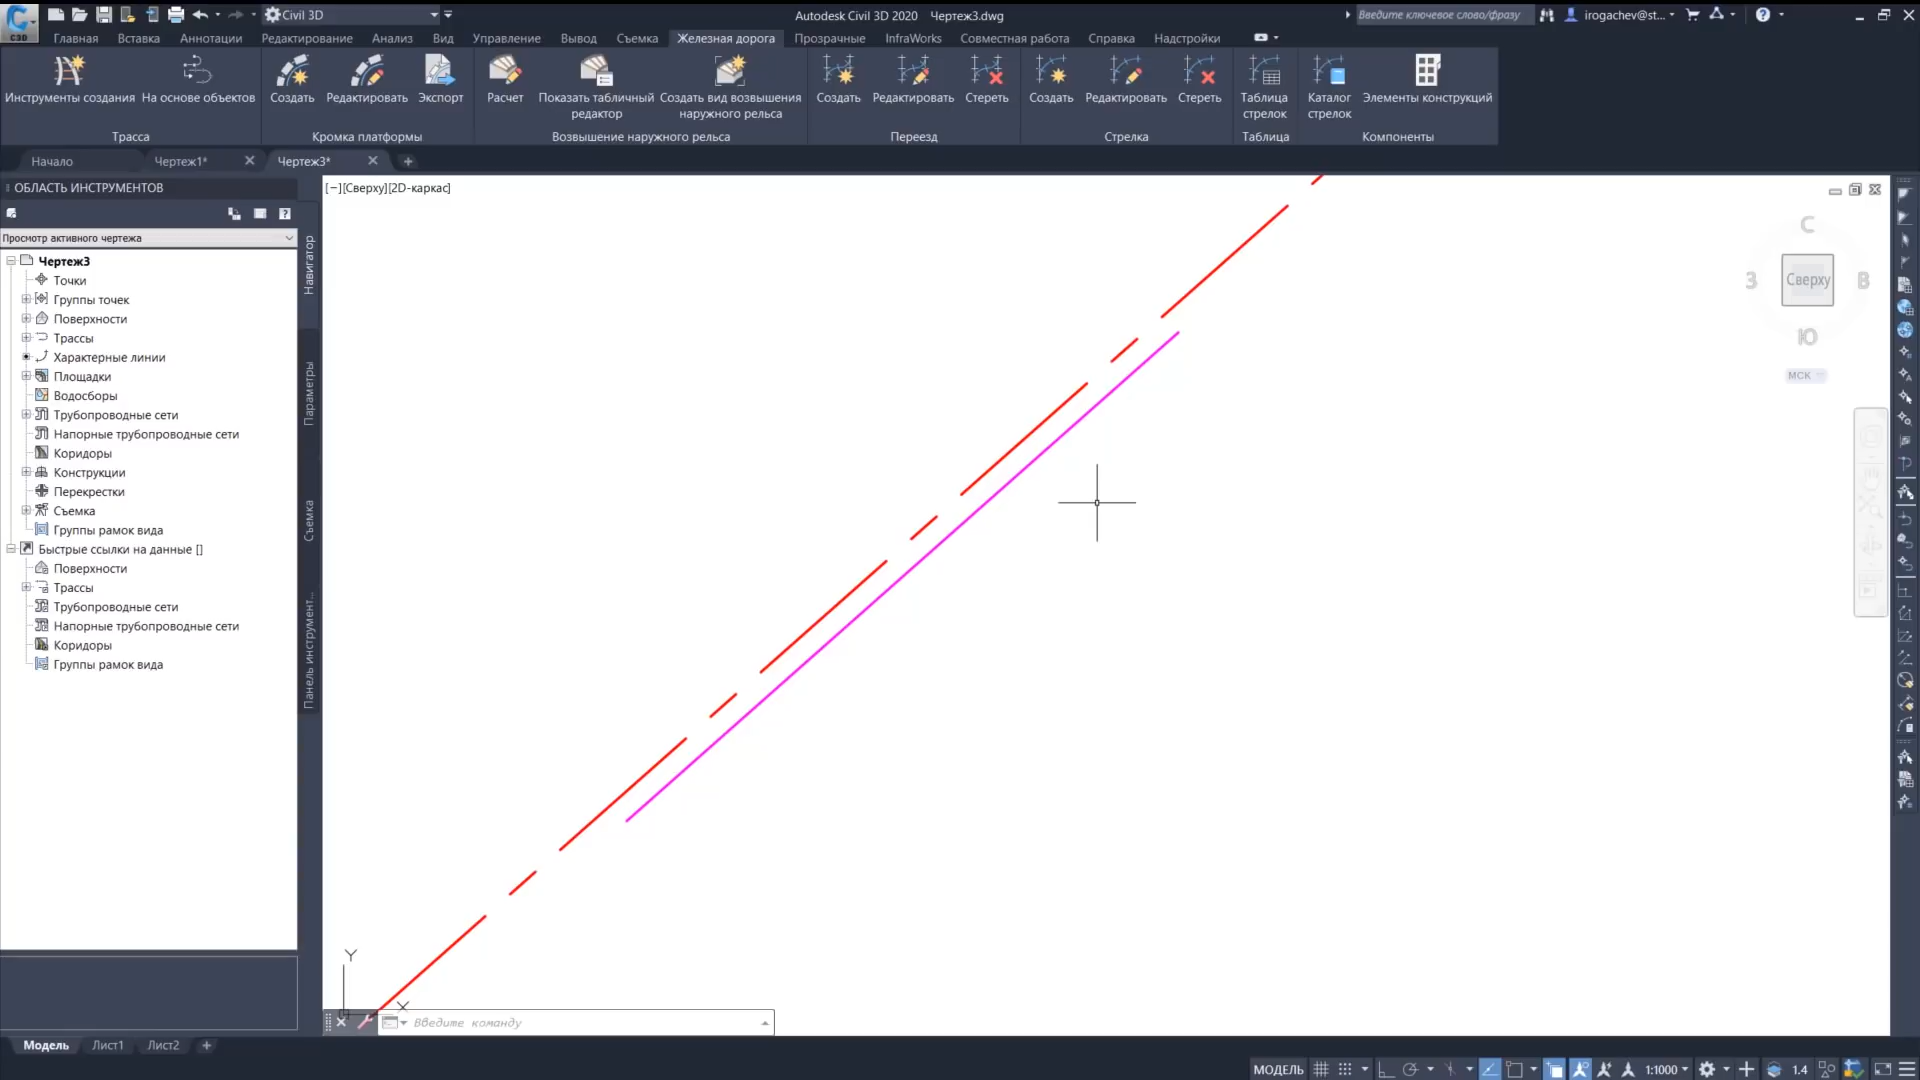 C3D
Civil 3D
Autodesk Civil 3D 2020 Чертеж3.dwg
Введите ключевое слово/фразу
irogachev@st...
Главная Вставка Аннотации Редактирование Анализ Вид Управление Вывод Съемка Железная дорога Прозрачные InfraWorks Совместная работа Справка Надстройки
Инструменты создания На основе объектов Создать Редактировать Экспорт Расчет Показать табличный редактор Создать вид возвышения наружного рельса Создать Редактировать Стереть Создать Редактировать Стереть Таблица стрелок Каталог стрелок Элементы конструкций
Трасса Кромка платформы Возвышение наружного рельса Переезд Стрелка Таблица Компоненты
Начало Чертеж1* Чертеж3*
ОБЛАСТЬ ИНСТРУМЕНТОВ
Просмотр активного чертежа
Чертеж3
Точки
Группы точек
Поверхности
Трассы
Характерные линии
Площадки
Водосборы
Трубопроводные сети
Напорные трубопроводные сети
Коридоры
Конструкции
Перекрестки
Съемка
Группы рамок вида
Быстрые ссылки на данные []
Поверхности
Трассы
Трубопроводные сети
Напорные трубопроводные сети
Коридоры
Группы рамок вида
Навигатор
Параметры
Съемка
Панель инструмент...
[−][Сверху][2D-каркас]
С
З Сверху В
Ю
МСК
Y
X
Введите команду
Модель Лист1 Лист2
МОДЕЛЬ 1:1000 1.4